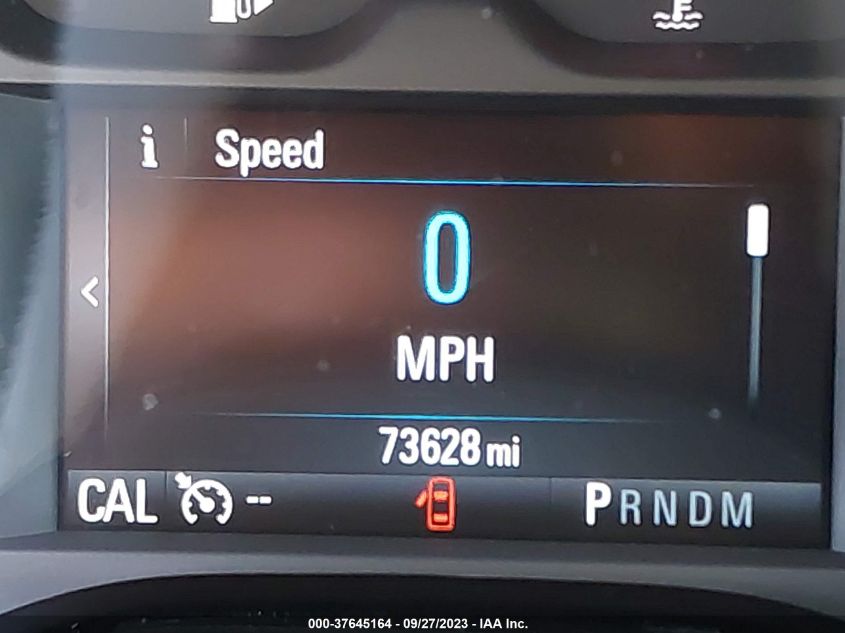 F
i Speed
<
0
MPH
73628 mi
CAL -- PRNDM
000-37645164 - 09/27/2023 - IAA Inc.